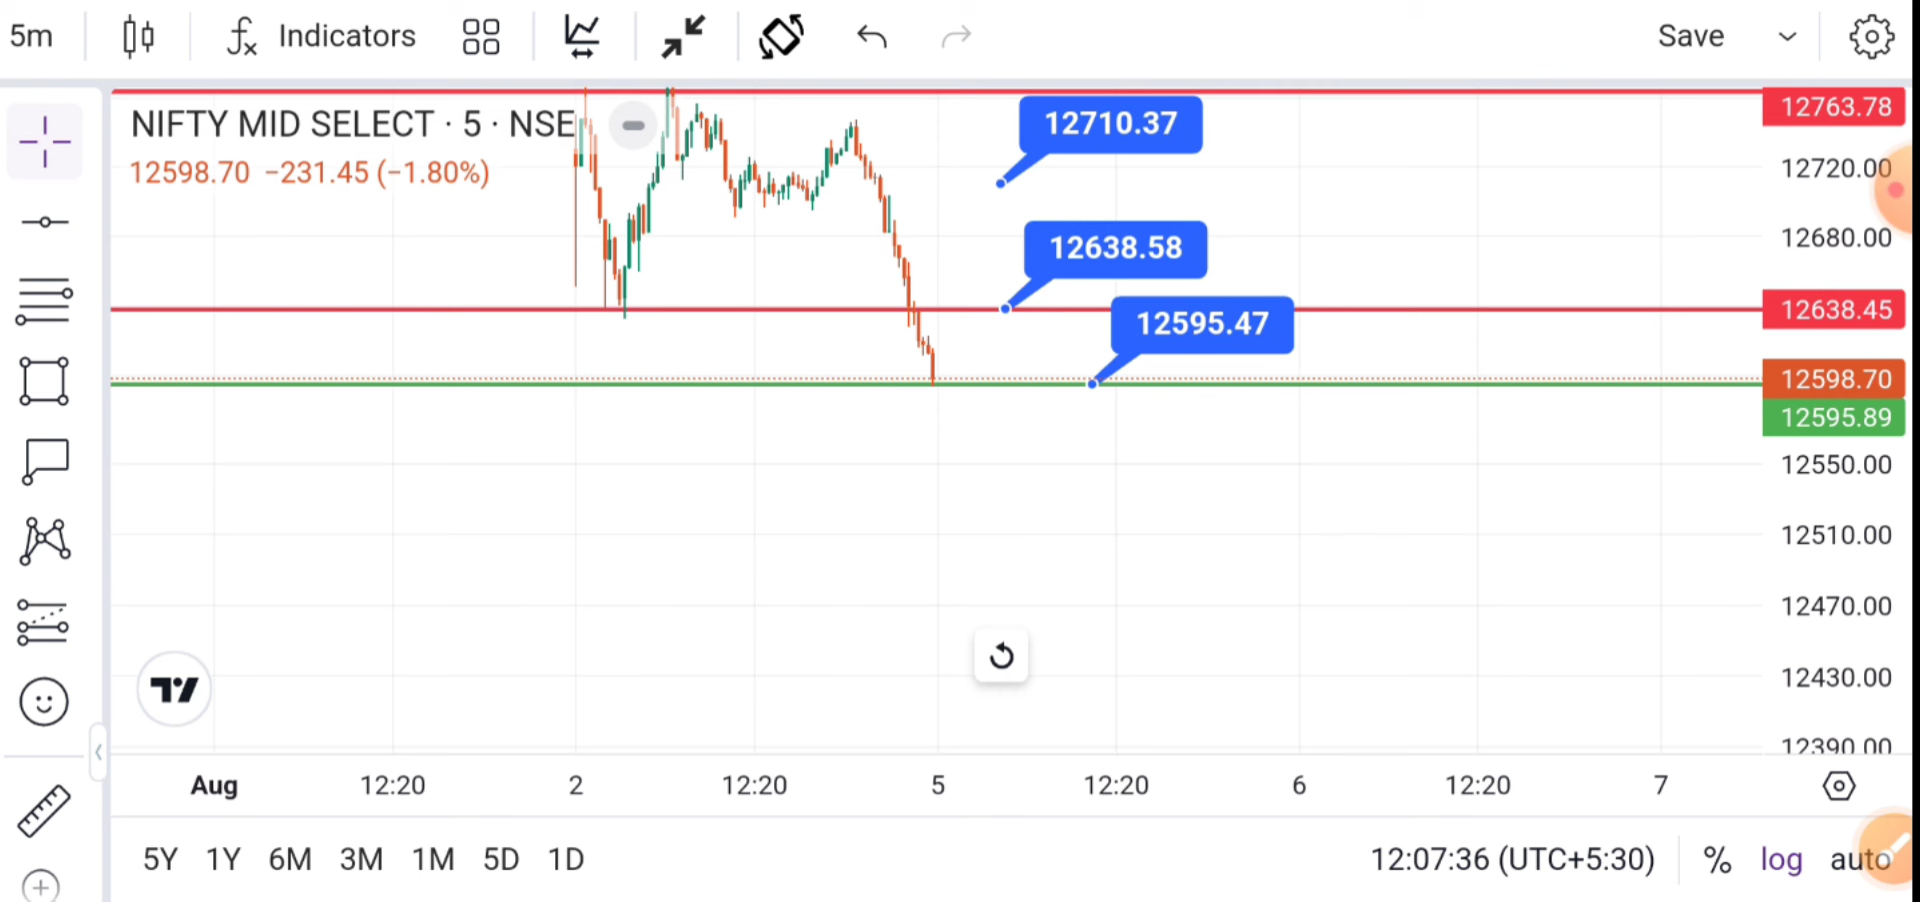 5m
Indicators
Save
NIFTY MID SELECT · 5 · NSE
12598.70 −231.45 (−1.80%)
12710.37
12638.58
12595.47
12763.78
12720.00
12680.00
12638.45
12598.70
12595.89
12550.00
12510.00
12470.00
12430.00
12390.00
Aug 12:20 2 12:20 5 12:20 6 12:20 7
5Y 1Y 6M 3M 1M 5D 1D
12:07:36 (UTC+5:30) % log auto